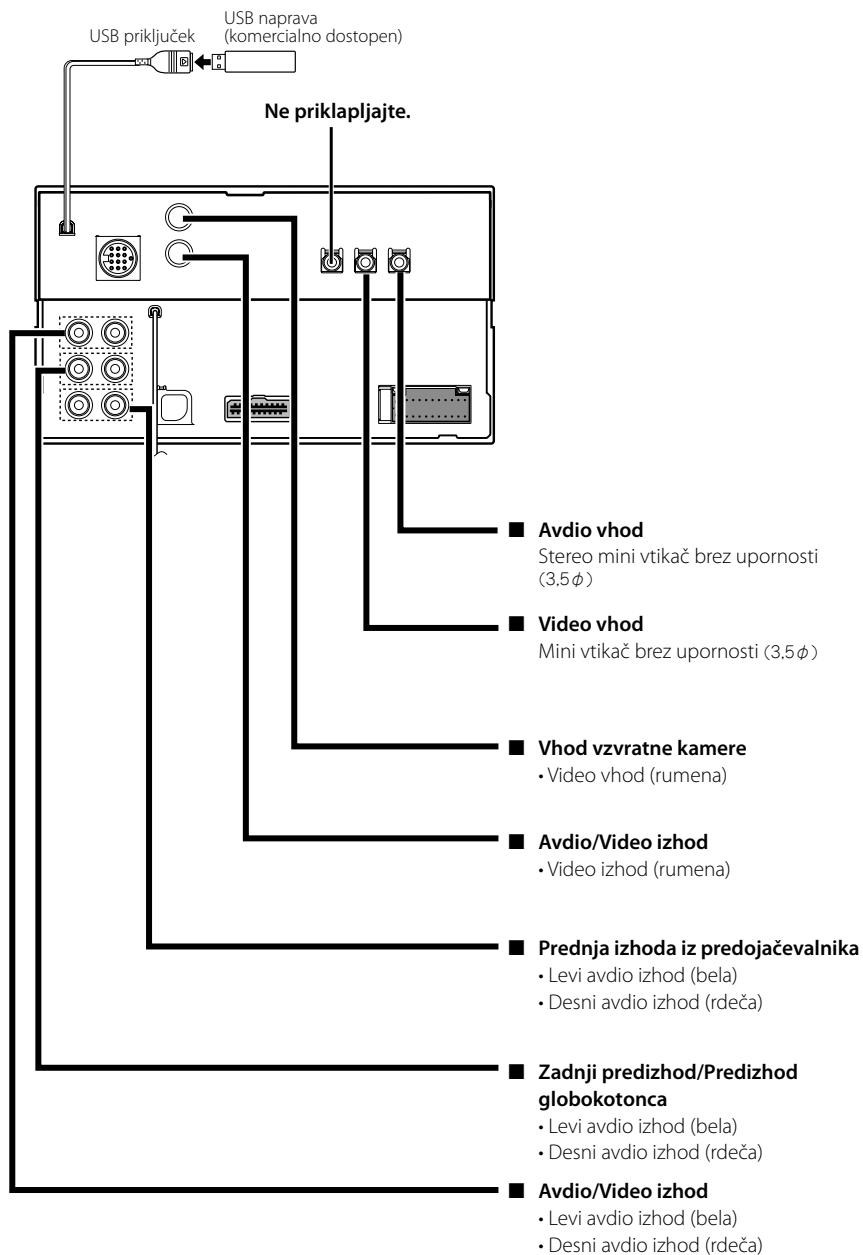 USB priključek
USB naprava
(komercialno dostopen)
Ne priklapljajte.
■ Avdio vhod
Stereo mini vtikač brez upornosti
(3,5⌀)
■ Video vhod
Mini vtikač brez upornosti (3,5⌀)
■ Vhod vzvratne kamere
• Video vhod (rumena)
■ Avdio/Video izhod
• Video izhod (rumena)
■ Prednja izhoda iz predojačevalnika
• Levi avdio izhod (bela)
• Desni avdio izhod (rdeča)
■ Zadnji predizhod/Predizhod
globokotonca
• Levi avdio izhod (bela)
• Desni avdio izhod (rdeča)
■ Avdio/Video izhod
• Levi avdio izhod (bela)
• Desni avdio izhod (rdeča)